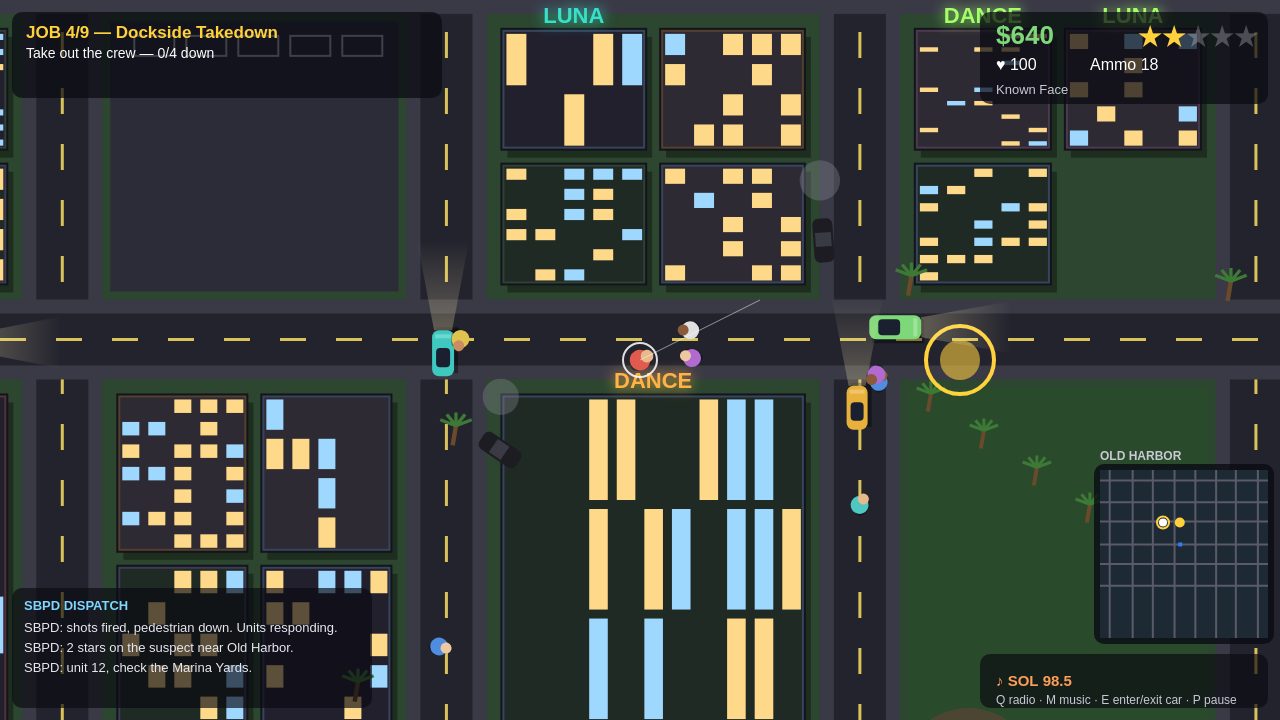 LUNA
DANCE
LUNA
JOB 4/9 — Dockside Takedown
Take out the crew — 0/4 down
$640
♥ 100 Ammo 18
Known Face
DANCE
OLD HARBOR
SBPD DISPATCH
SBPD: shots fired, pedestrian down. Units responding.
SBPD: 2 stars on the suspect near Old Harbor.
SBPD: unit 12, check the Marina Yards.
♪ SOL 98.5
Q radio · M music · E enter/exit car · P pause